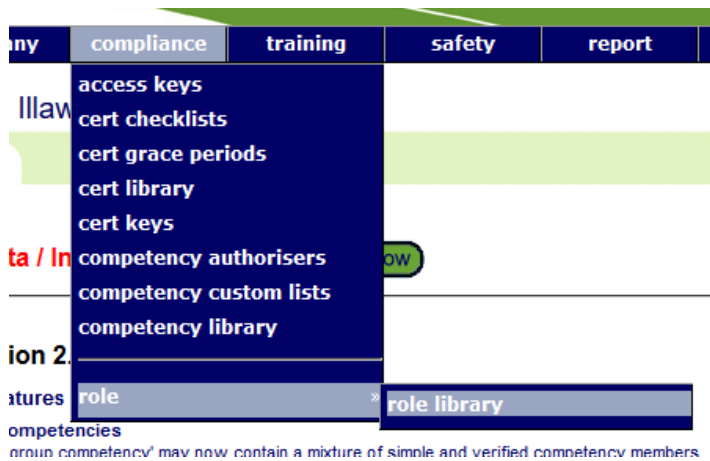 compliance training safety report
access keys
Illaw
cert checklists
cert grace periods
cert library
cert keys
ta / In competency authorisers ow
competency custom lists
competency library
ion 2.
atures role » role library
ompetencies
group competency' may now contain a mixture of simple and verified competency members